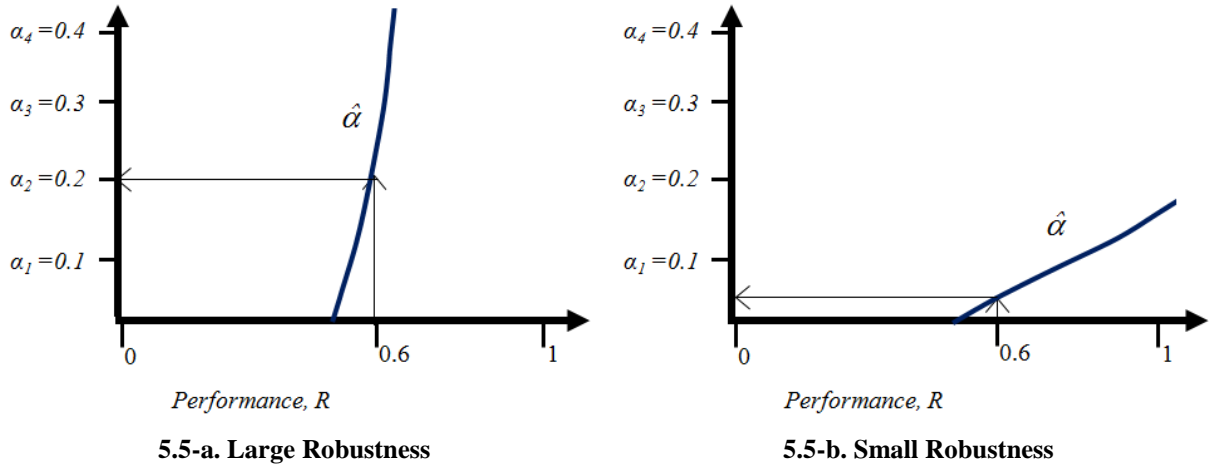 α₄=0.4
α₃=0.3
α̂
α₂=0.2
α₁=0.1
0
0.6
1
Performance, R
5.5-a. Large Robustness
α₄=0.4
α₃=0.3
α₂=0.2
α̂
α₁=0.1
0
0.6
1
Performance, R
5.5-b. Small Robustness